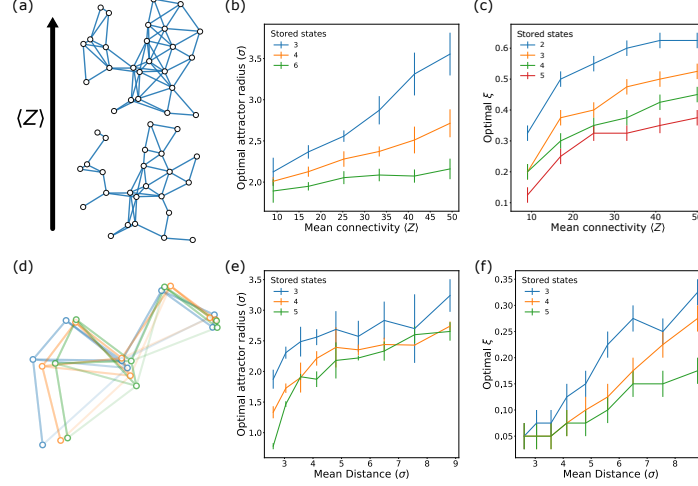 (a)
⟨Z⟩
(b)
Stored states
3
4
6
Optimal attractor radius (σ)
3.5
3.0
2.5
2.0
10 15 20 25 30 35 40 45 50
Mean connectivity ⟨Z⟩
(c)
Stored states
2
3
4
5
Optimal ξ
0.6
0.5
0.4
0.3
0.2
0.1
10 20 30 40 50
Mean connectivity ⟨Z⟩
(d)
(e)
Stored states
3
4
5
Optimal attractor radius (σ)
3.5
3.0
2.5
2.0
1.5
1.0
3 4 5 6 7 8 9
Mean Distance (σ)
(f)
Stored states
3
4
5
Optimal ξ
0.35
0.30
0.25
0.20
0.15
0.10
0.05
3 4 5 6 7 8
Mean Distance (σ)